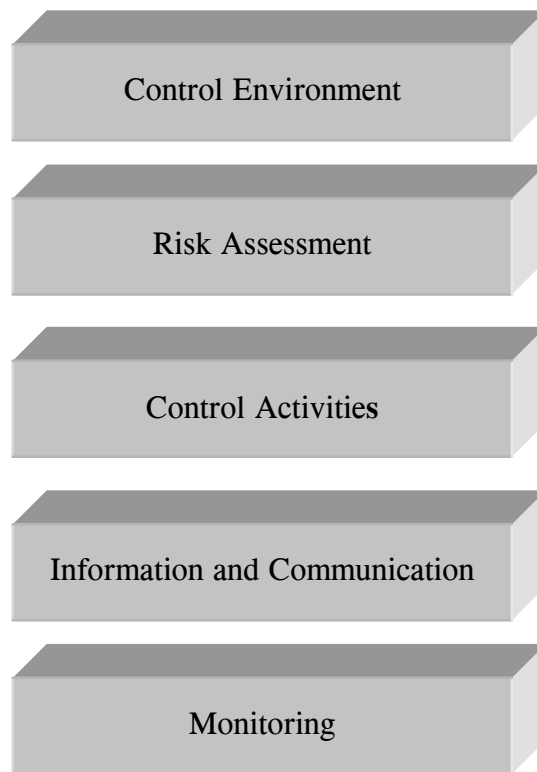 Control Environment
Risk Assessment
Control Activities
Information and Communication
Monitoring